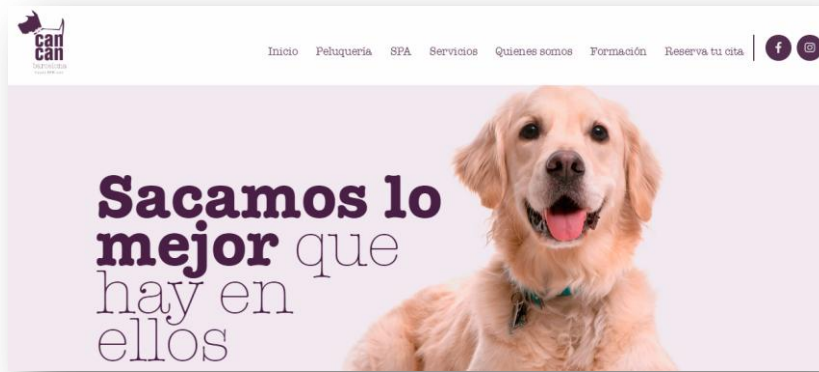 can
can
barcelona
Inicio Peluquería SPA Servicios Quienes somos Formación Reserva tu cita
Sacamos lo
mejor que
hay en
ellos